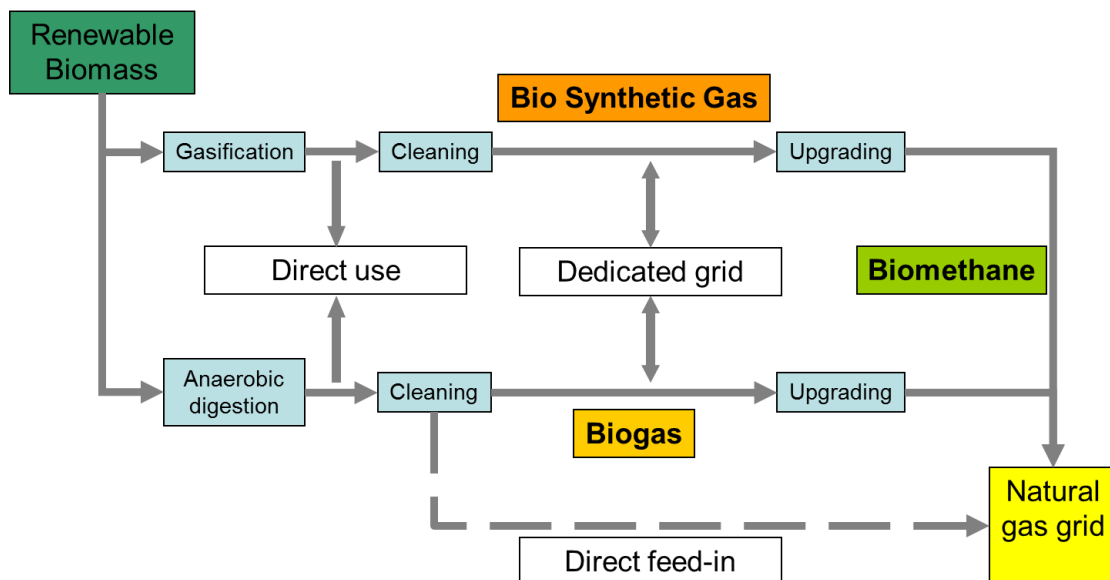 Renewable
Biomass
Bio Synthetic Gas
Gasification
Cleaning
Upgrading
Direct use
Dedicated grid
Biomethane
Anaerobic
digestion
Cleaning
Upgrading
Biogas
Natural
gas grid
Direct feed-in